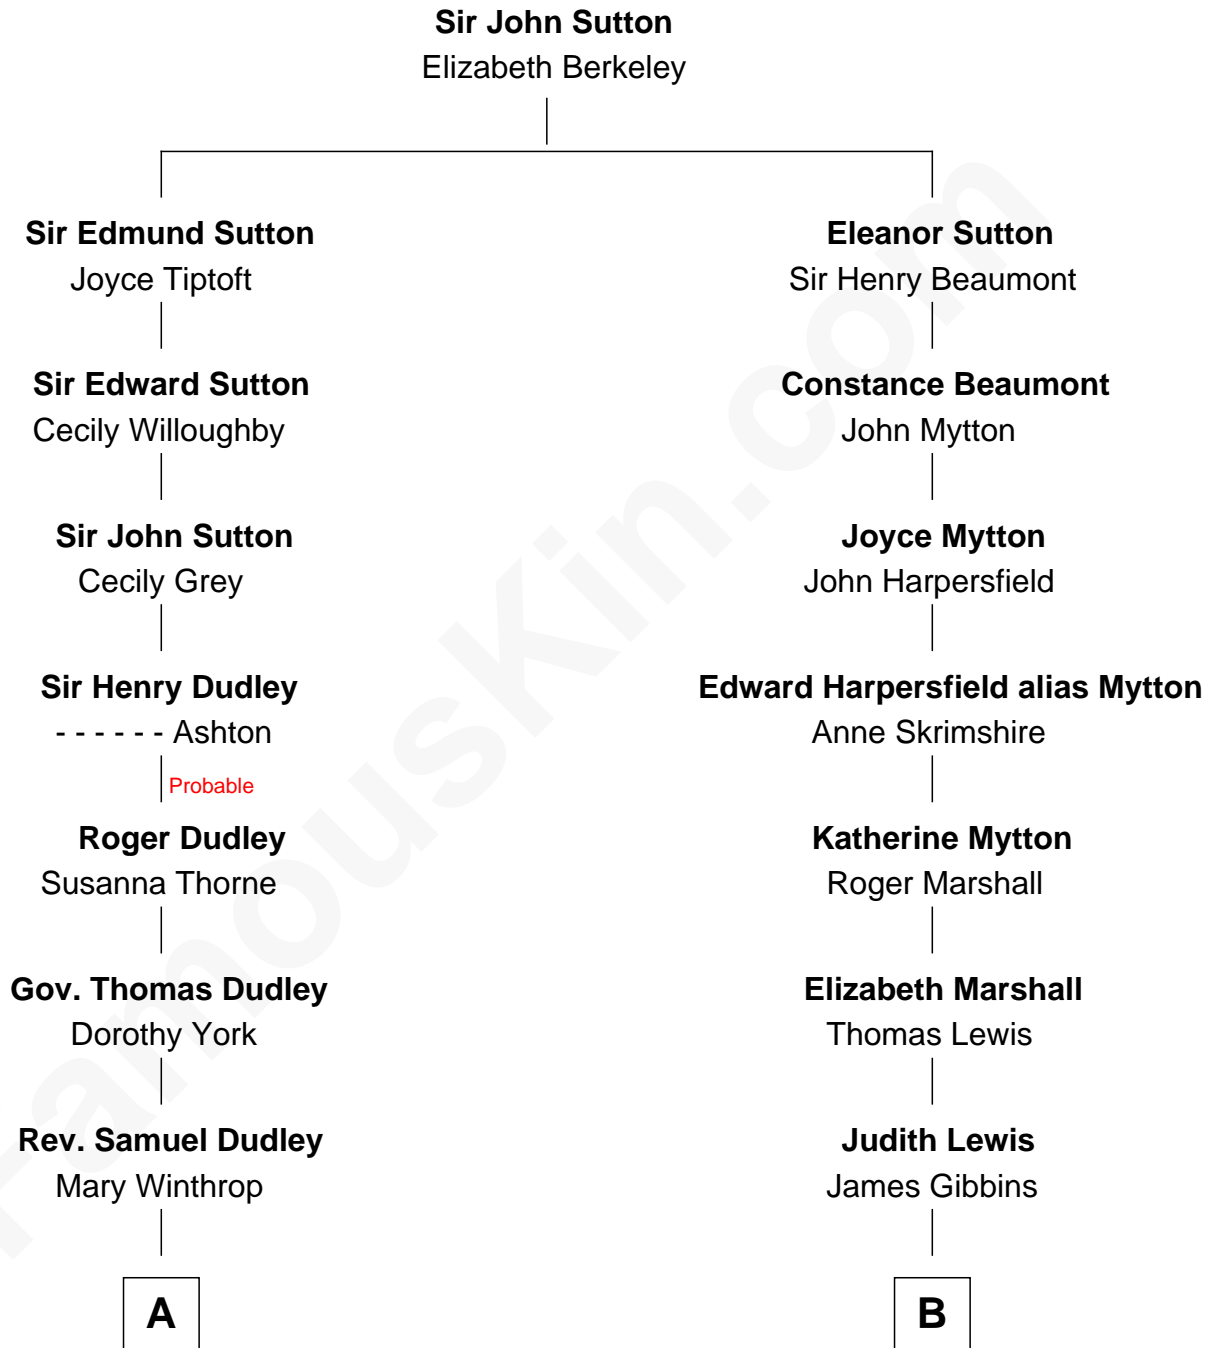 Sir John Sutton
Elizabeth Berkeley
Sir Edmund Sutton
Joyce Tiptoft
Sir Edward Sutton
Cecily Willoughby
Sir John Sutton
Cecily Grey
Sir Henry Dudley
- - - - - - Ashton
Probable
Roger Dudley
Susanna Thorne
Gov. Thomas Dudley
Dorothy York
Rev. Samuel Dudley
Mary Winthrop
A
Eleanor Sutton
Sir Henry Beaumont
Constance Beaumont
John Mytton
Joyce Mytton
John Harpersfield
Edward Harpersfield alias Mytton
Anne Skrimshire
Katherine Mytton
Roger Marshall
Elizabeth Marshall
Thomas Lewis
Judith Lewis
James Gibbins
B
FamousKin.com